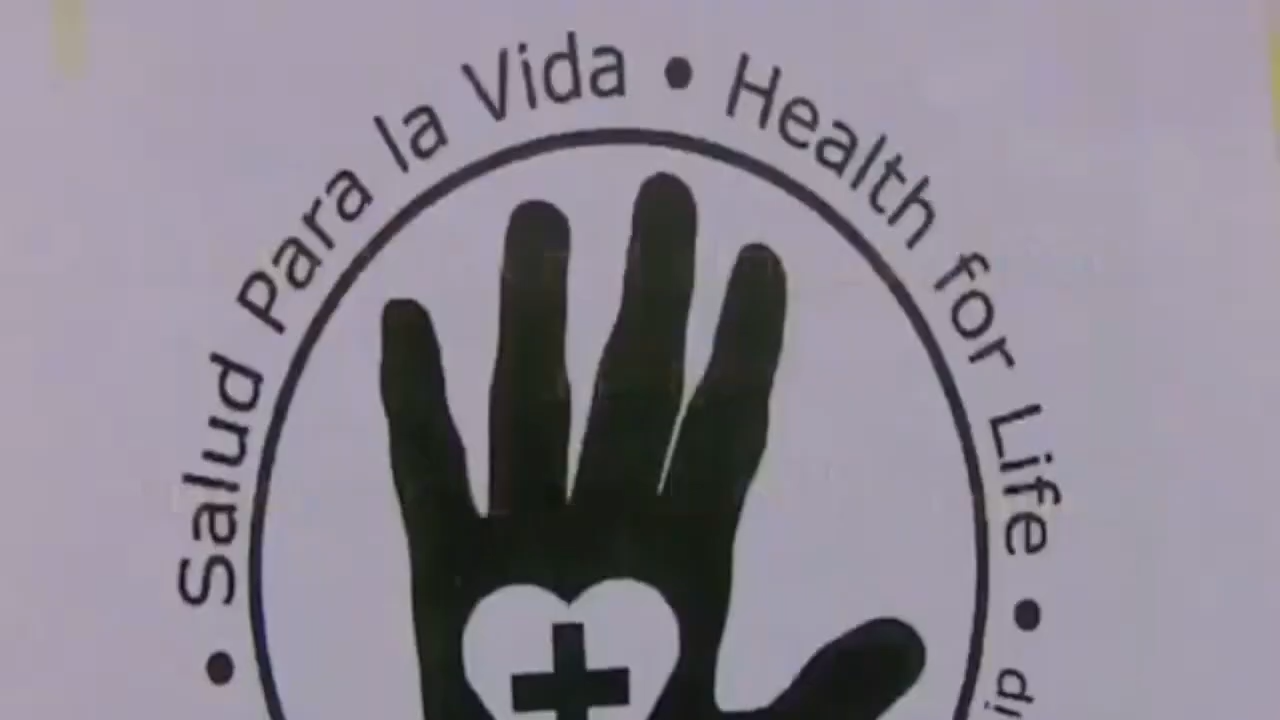 • Salud Para la Vida • Health for Life •